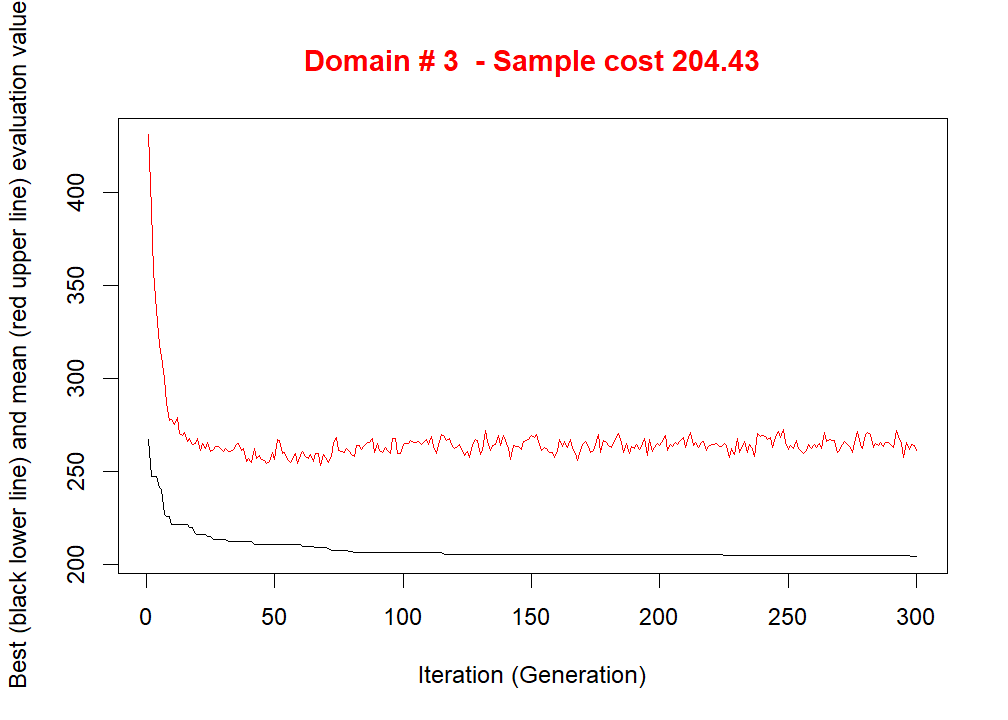 Domain # 3  - Sample cost 204.43
Best (black lower line) and mean (red upper line) evaluation value
400
350
300
250
200
0 50 100 150 200 250 300
Iteration (Generation)